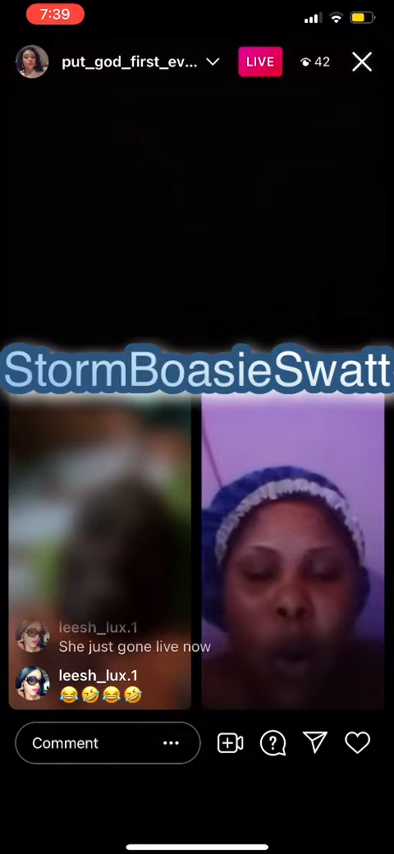 7:39
put_god_first_ev...
LIVE
42
StormBoasieSwatt
leesh_lux.1
She just gone live now
leesh_lux.1
😂🤣😂🤣
Comment